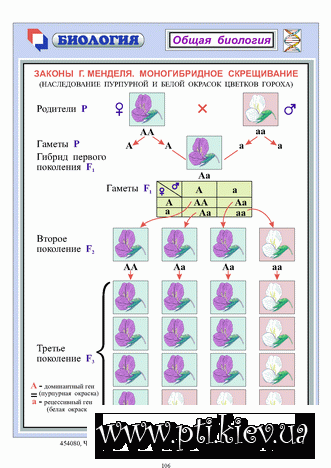 БИОЛОГИЯ
Общая биология
ЗАКОНЫ Г. МЕНДЕЛЯ. МОНОГИБРИДНОЕ СКРЕЩИВАНИЕ
(НАСЛЕДОВАНИЕ ПУРПУРНОЙ И БЕЛОЙ ОКРАСОК ЦВЕТКОВ ГОРОХА)
Родители P ♀ × ♂
АА аа
Гаметы P А А а а
Гибрид первого
поколения F₁ Аа
Гаметы F₁ ♀ ♂ А а
А АА Аа
а Аа аа
Второе
поколение F₂
АА Аа Аа аа
Третье
поколение F₃
А = доминантный ген
(пурпурная окраска)
а = рецессивный ген
(белая окраск
454080, Ч
www.ptikiev.ua
106